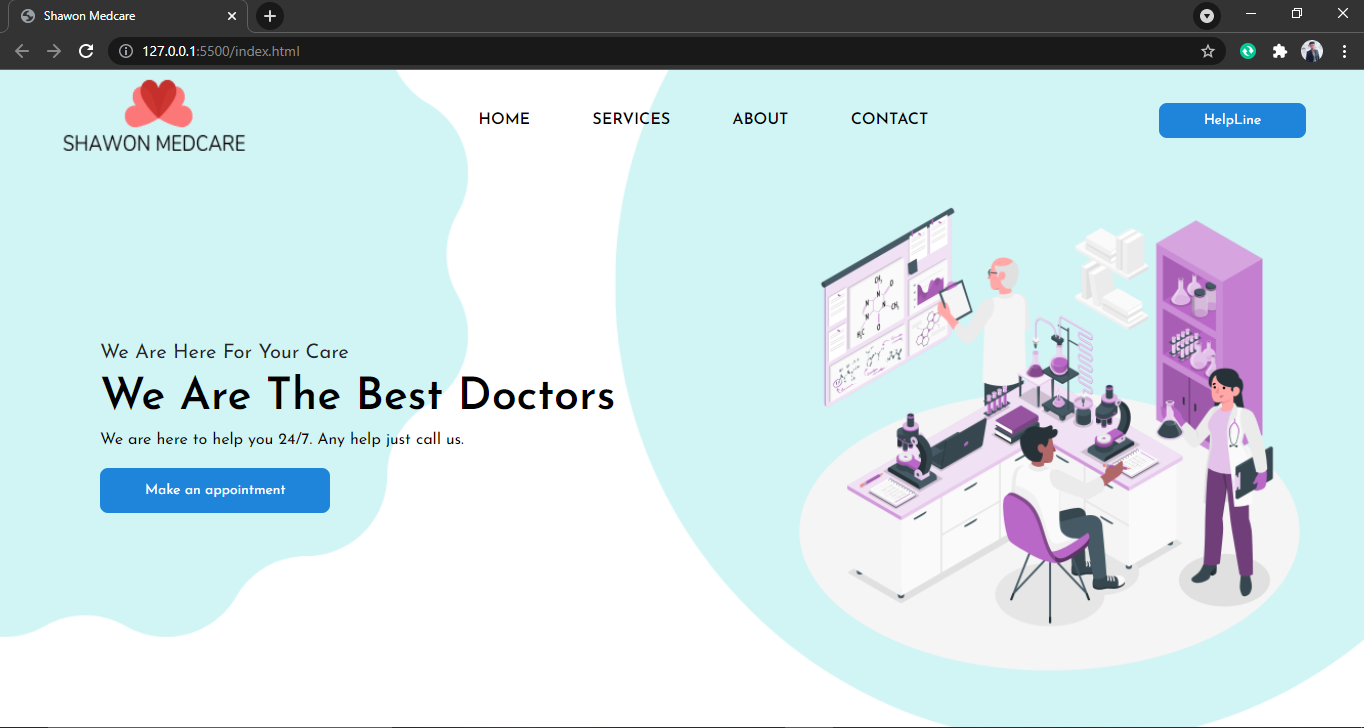 Shawon Medcare
127.0.0.1:5500/index.html
SHAWON MEDCARE
HOME SERVICES ABOUT CONTACT HelpLine
We Are Here For Your Care
We Are The Best Doctors
We are here to help you 24/7. Any help just call us.
Make an appointment